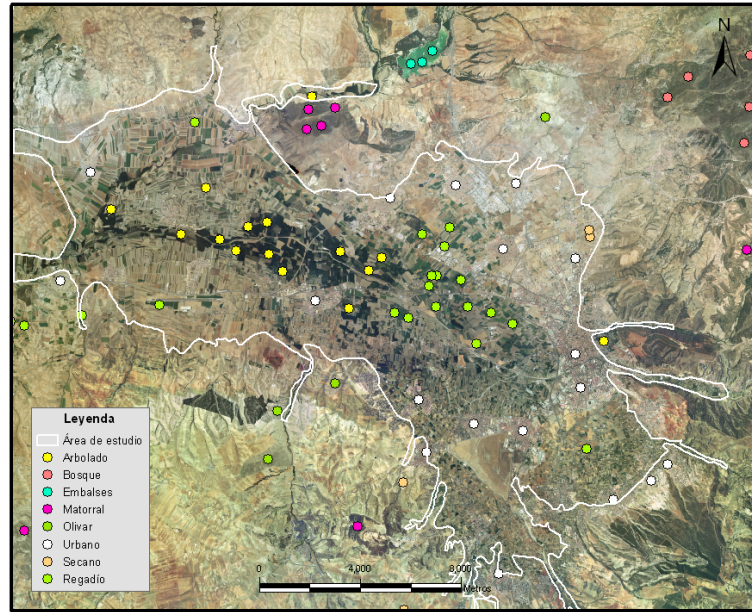 N
Leyenda
Área de estudio
Arbolado
Bosque
Embalses
Matorral
Olivar
Urbano
Secano
Regadío
0 4,000 8,000
Metros